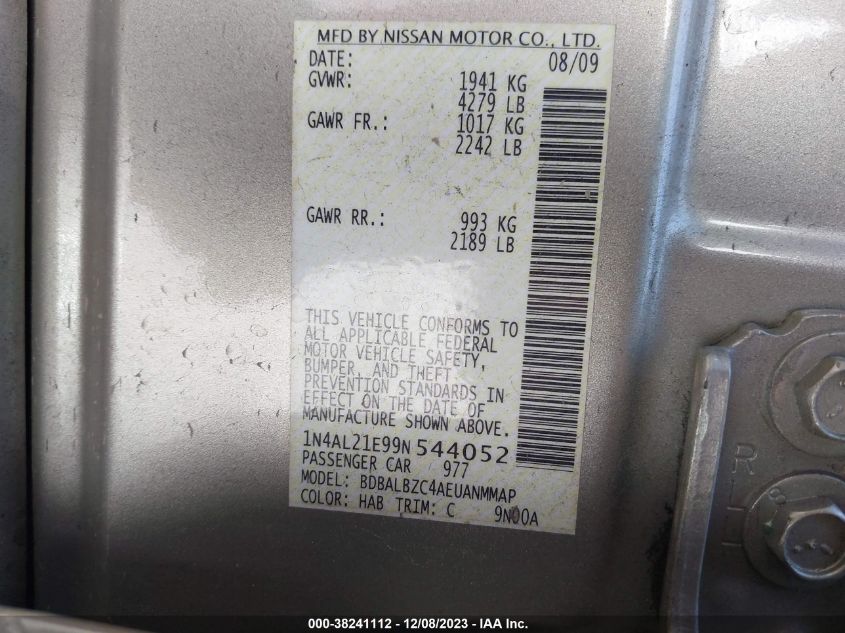 MFD BY NISSAN MOTOR CO., LTD.
DATE: 08/09
GVWR: 1941 KG
4279 LB
GAWR FR.: 1017 KG
2242 LB
GAWR RR.: 993 KG
2189 LB
THIS VEHICLE CONFORMS TO
ALL APPLICABLE FEDERAL
MOTOR VEHICLE SAFETY,
BUMPER, AND THEFT
PREVENTION STANDARDS IN
EFFECT ON THE DATE OF
MANUFACTURE SHOWN ABOVE.
1N4AL21E99N 544052
PASSENGER CAR 977
MODEL: BDBALBZC4AEUANMMAP
COLOR: HAB TRIM: C 9N00A
000-38241112 - 12/08/2023 - IAA Inc.